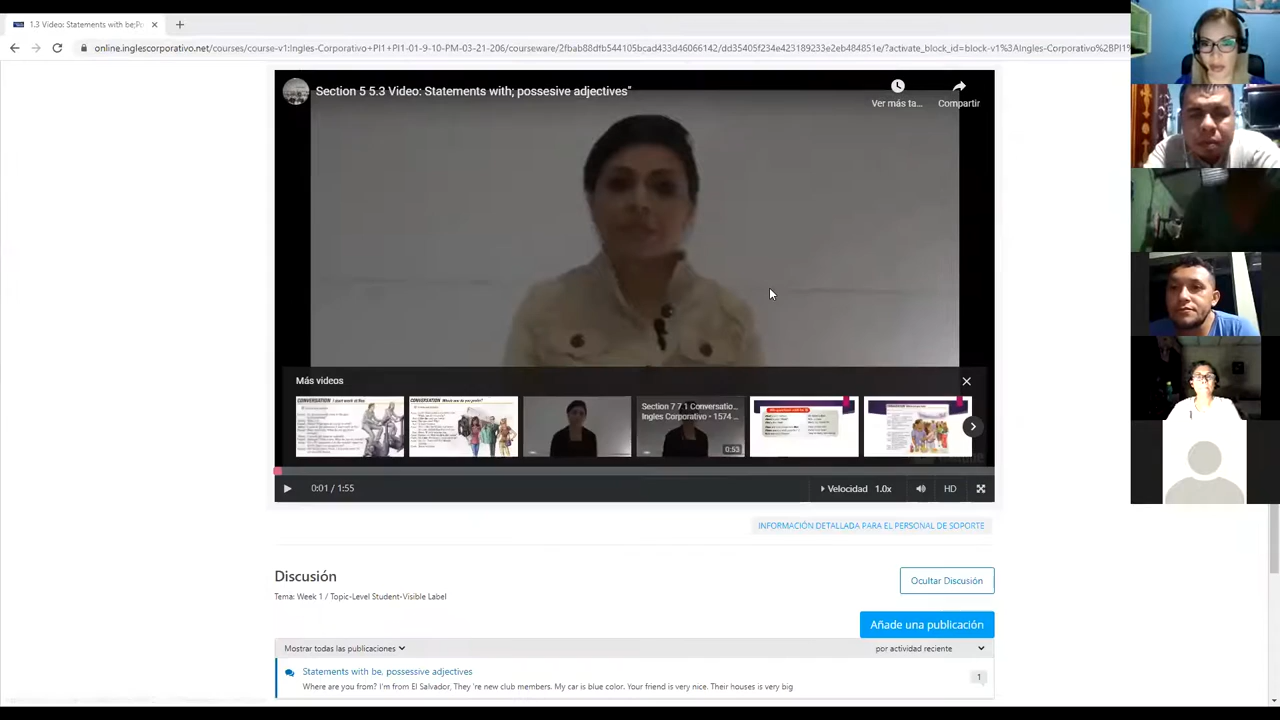 1.3 Video: Statements with be;Po
online.inglescorporativo.net/courses/course-v1:Ingles-Corporativo+PI1+PI1-01-9-10-PM-03-21-206/courseware/2fbab88dfb544105bcad433d46066142/dd35405f234e423189233e2eb484851e/?activate_block_id=block-v1%3AIngles-Corporativo%2BPI1%
Section 5 5.3 Video: Statements with; possesive adjectives"
Ver más ta...
Compartir
Más videos
CONVERSATION
CONVERSATION
Section 7 7.1 Conversatio...
Ingles Corporativo - 1574 ...
0:53
0:01 / 1:55
Velocidad 1.0x
HD
INFORMACIÓN DETALLADA PARA EL PERSONAL DE SOPORTE
Discusión
Ocultar Discusión
Tema: Week 1 / Topic-Level Student-Visible Label
Añade una publicación
Mostrar todas las publicaciones
por actividad reciente
Statements with be, possessive adjectives
1
Where are you from? I'm from El Salvador, They 're new club members. My car is blue color. Your friend is very nice. Their houses is very big